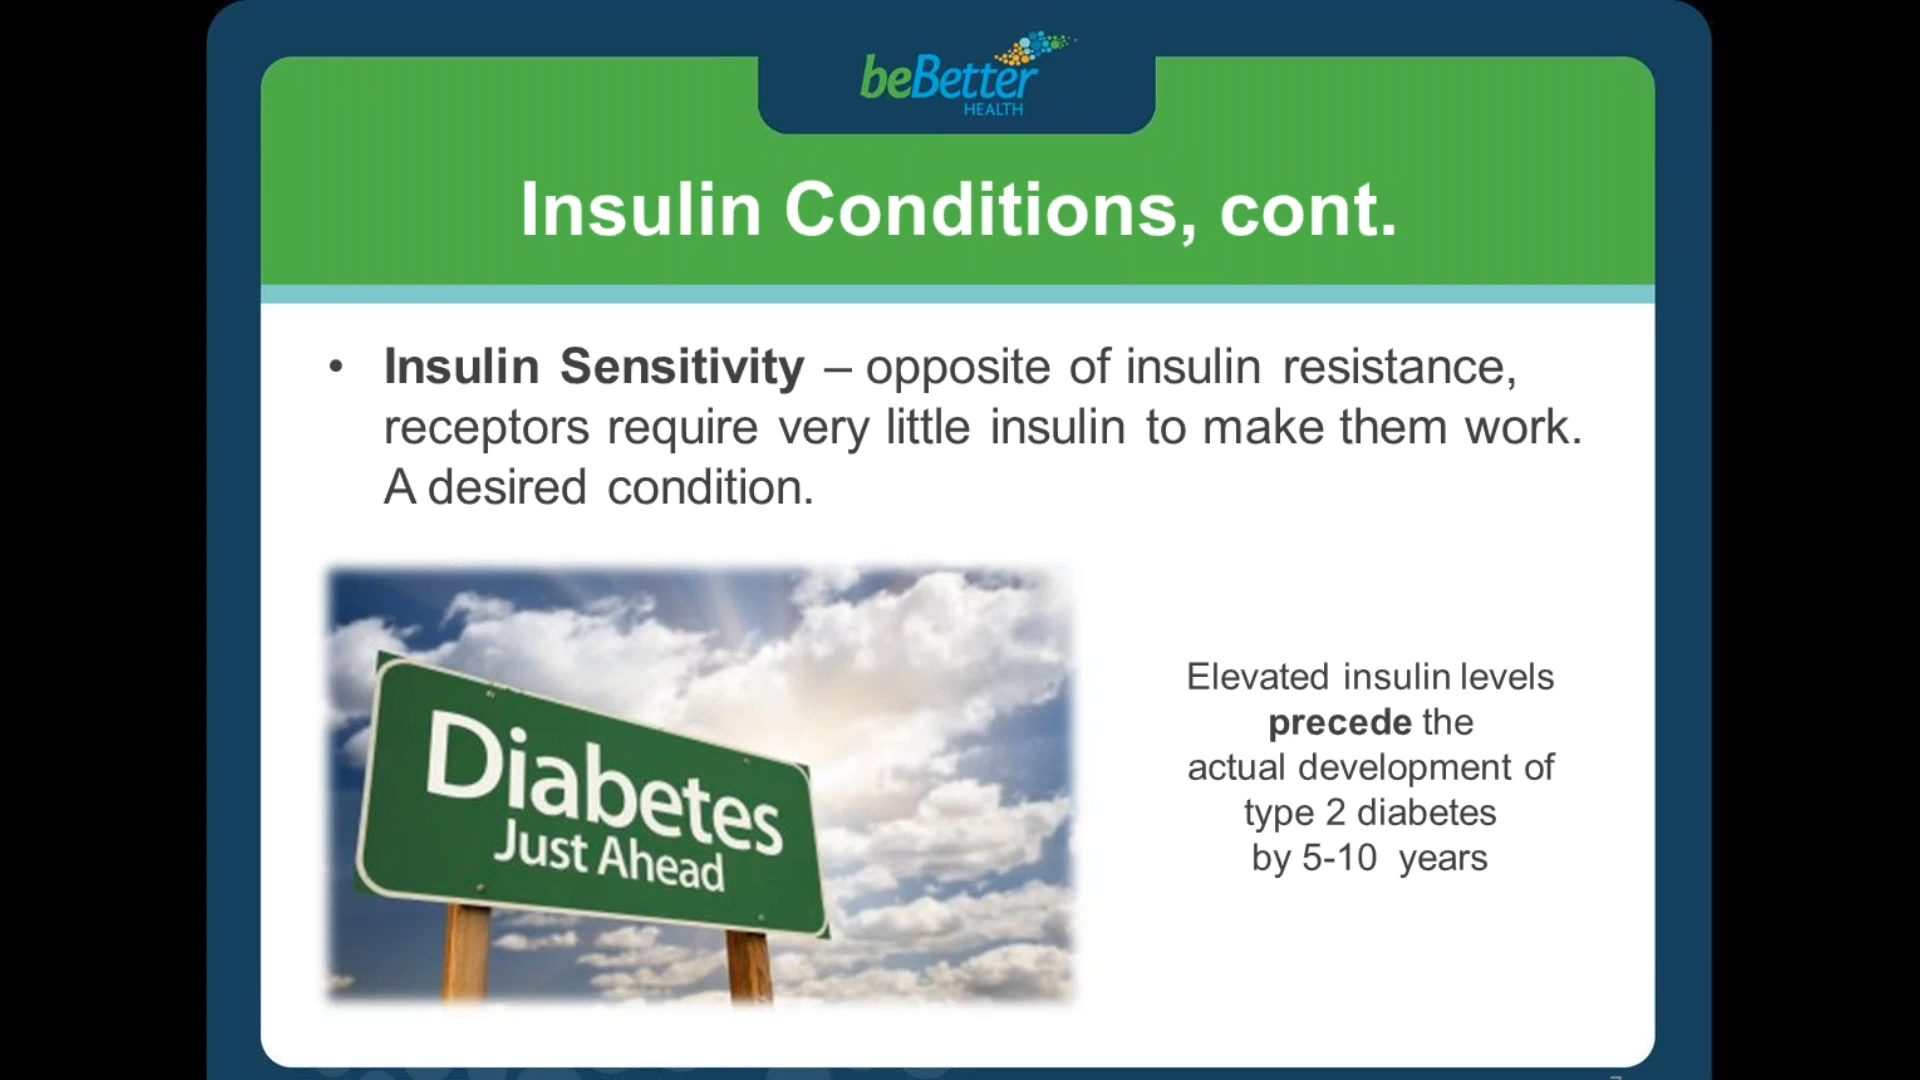 beBetter
HEALTH
Insulin Conditions, cont.
• Insulin Sensitivity – opposite of insulin resistance,
receptors require very little insulin to make them work.
A desired condition.
Diabetes
Just Ahead
Elevated insulin levels
precede the
actual development of
type 2 diabetes
by 5-10 years